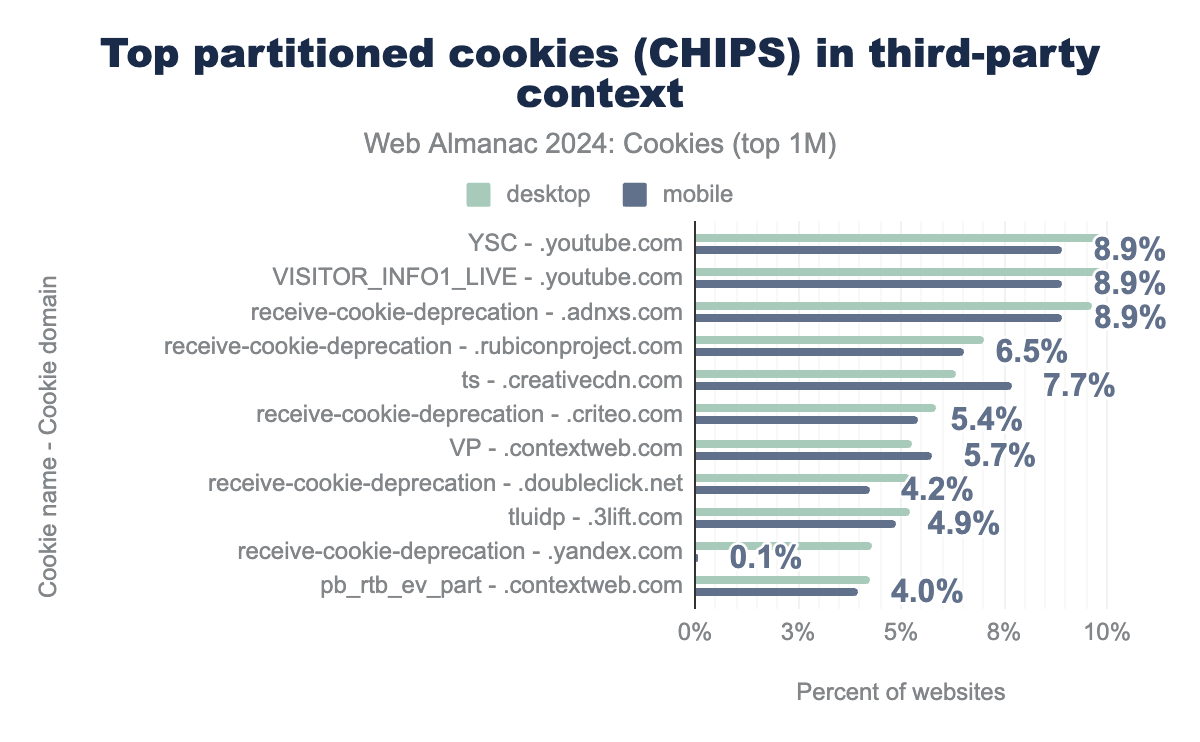 Top partitioned cookies (CHIPS) in third-party
context
Web Almanac 2024: Cookies (top 1M)
desktop
mobile
Cookie name - Cookie domain
YSC - .youtube.com
8.9%
VISITOR_INFO1_LIVE - .youtube.com
8.9%
receive-cookie-deprecation - .adnxs.com
8.9%
receive-cookie-deprecation - .rubiconproject.com
6.5%
ts - .creativecdn.com
7.7%
receive-cookie-deprecation - .criteo.com
5.4%
VP - .contextweb.com
5.7%
receive-cookie-deprecation - .doubleclick.net
4.2%
tluidp - .3lift.com
4.9%
receive-cookie-deprecation - .yandex.com
0.1%
pb_rtb_ev_part - .contextweb.com
4.0%
0% 3% 5% 8% 10%
Percent of websites